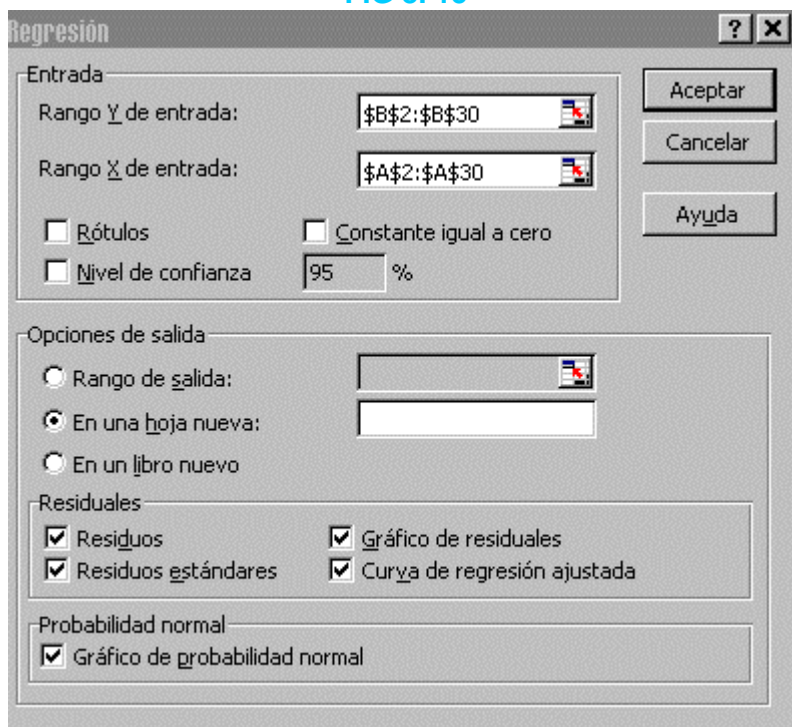 Regresión
Entrada
Rango Y de entrada: $B$2:$B$30
Rango X de entrada: $A$2:$A$30
Rótulos Constante igual a cero
Nivel de confianza 95 %
Aceptar
Cancelar
Ayuda
Opciones de salida
Rango de salida:
En una hoja nueva:
En un libro nuevo
Residuales
Residuos Gráfico de residuales
Residuos estándares Curva de regresión ajustada
Probabilidad normal
Gráfico de probabilidad normal